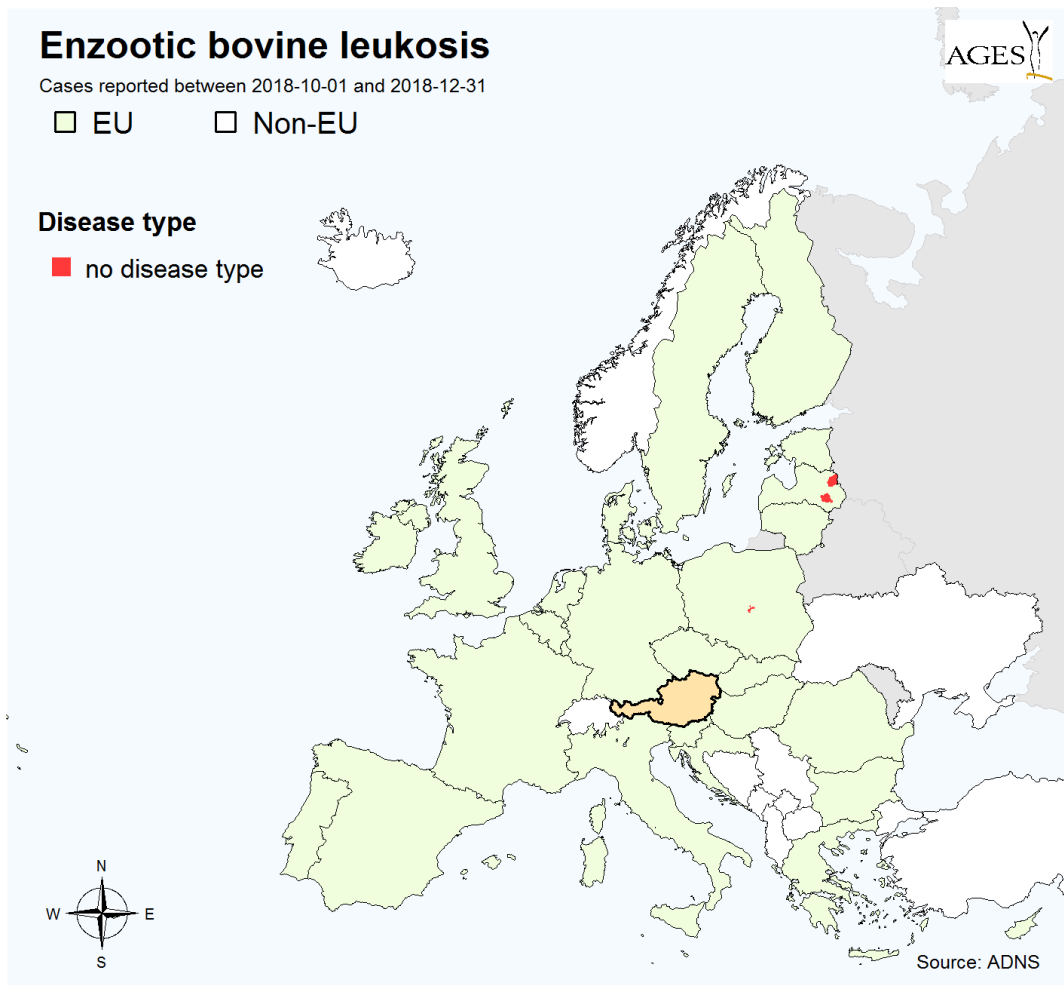 Enzootic bovine leukosis
Cases reported between 2018-10-01 and 2018-12-31
EU Non-EU
AGES
Disease type
no disease type
N
W E
S
Source: ADNS